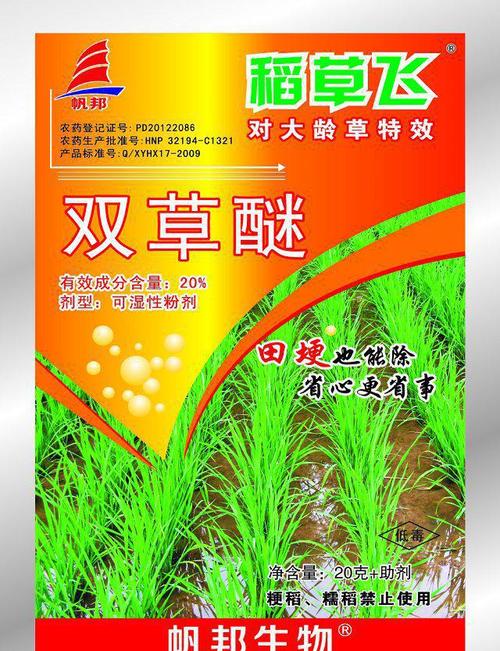 帆邦
稻草飞®
对大龄草特效
农药登记证号: PD20122086
农药生产批准号: HNP 32194-C1321
产品标准号: Q/XYHX17-2009
双草醚
有效成分含量: 20%
剂型: 可湿性粉剂
田埂也能除
省心更省事
低毒
净含量: 20克+助剂
粳稻、糯稻禁止使用
帆邦生物®